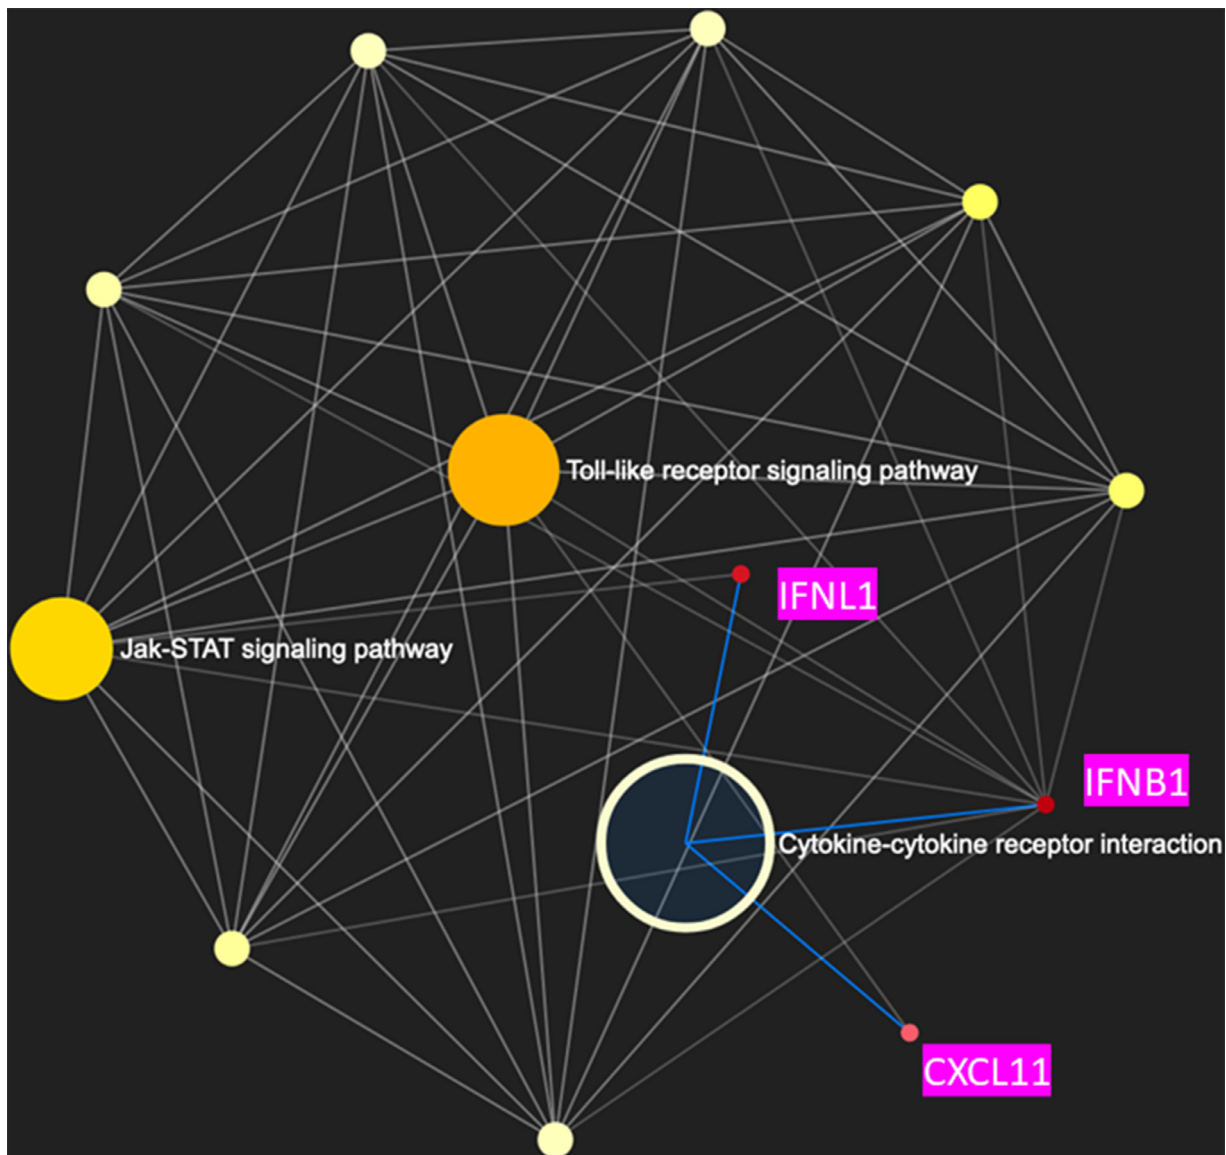 Toll-like receptor signaling pathway
IFNL1
Jak-STAT signaling pathway
IFNB1
Cytokine-cytokine receptor interaction
CXCL11